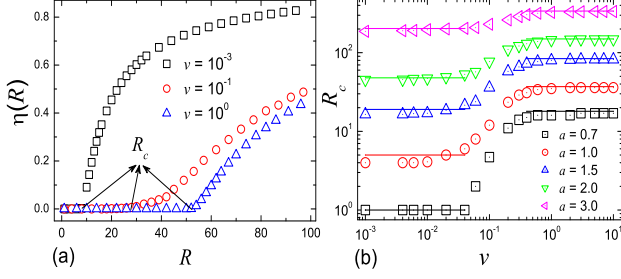 η(R)
0.8
0.6
0.4
0.2
0.0
0 20 40 60 80 100
R
(a)
v = 10⁻³
v = 10⁻¹
v = 10⁰
R_c
R_c
10²
10¹
10⁰
10⁻³ 10⁻² 10⁻¹ 10⁰ 10¹
v
(b)
a = 0.7
a = 1.0
a = 1.5
a = 2.0
a = 3.0